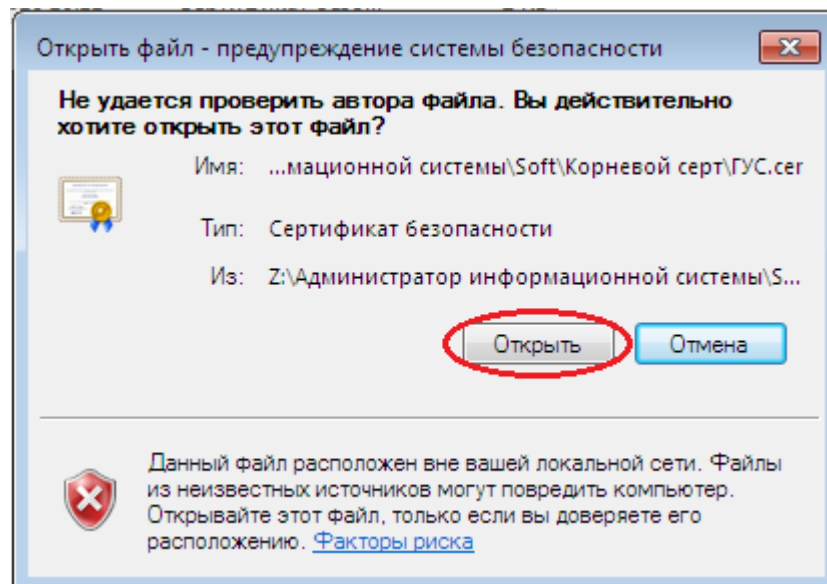 Открыть файл - предупреждение системы безопасности
Не удается проверить автора файла. Вы действительно
хотите открыть этот файл?
Имя: ...мационной системы\Soft\Корневой серт\ГУС.cer
Тип: Сертификат безопасности
Из: Z:\Администратор информационной системы\S...
Открыть Отмена
Данный файл расположен вне вашей локальной сети. Файлы
из неизвестных источников могут повредить компьютер.
Открывайте этот файл, только если вы доверяете его
расположению. Факторы риска